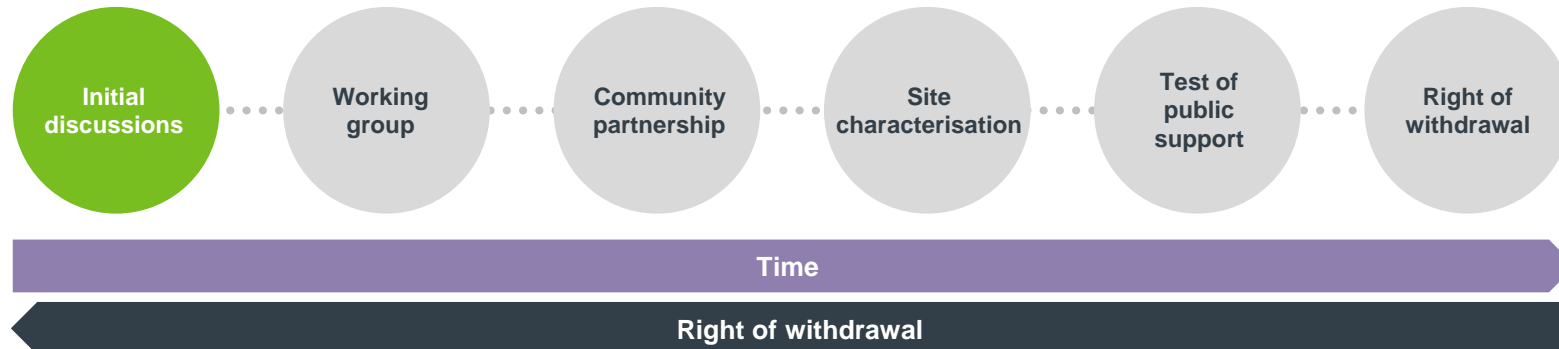 Initial
discussions
Working
group
Community
partnership
Site
characterisation
Test of
public
support
Right of
withdrawal
Time
Right of withdrawal